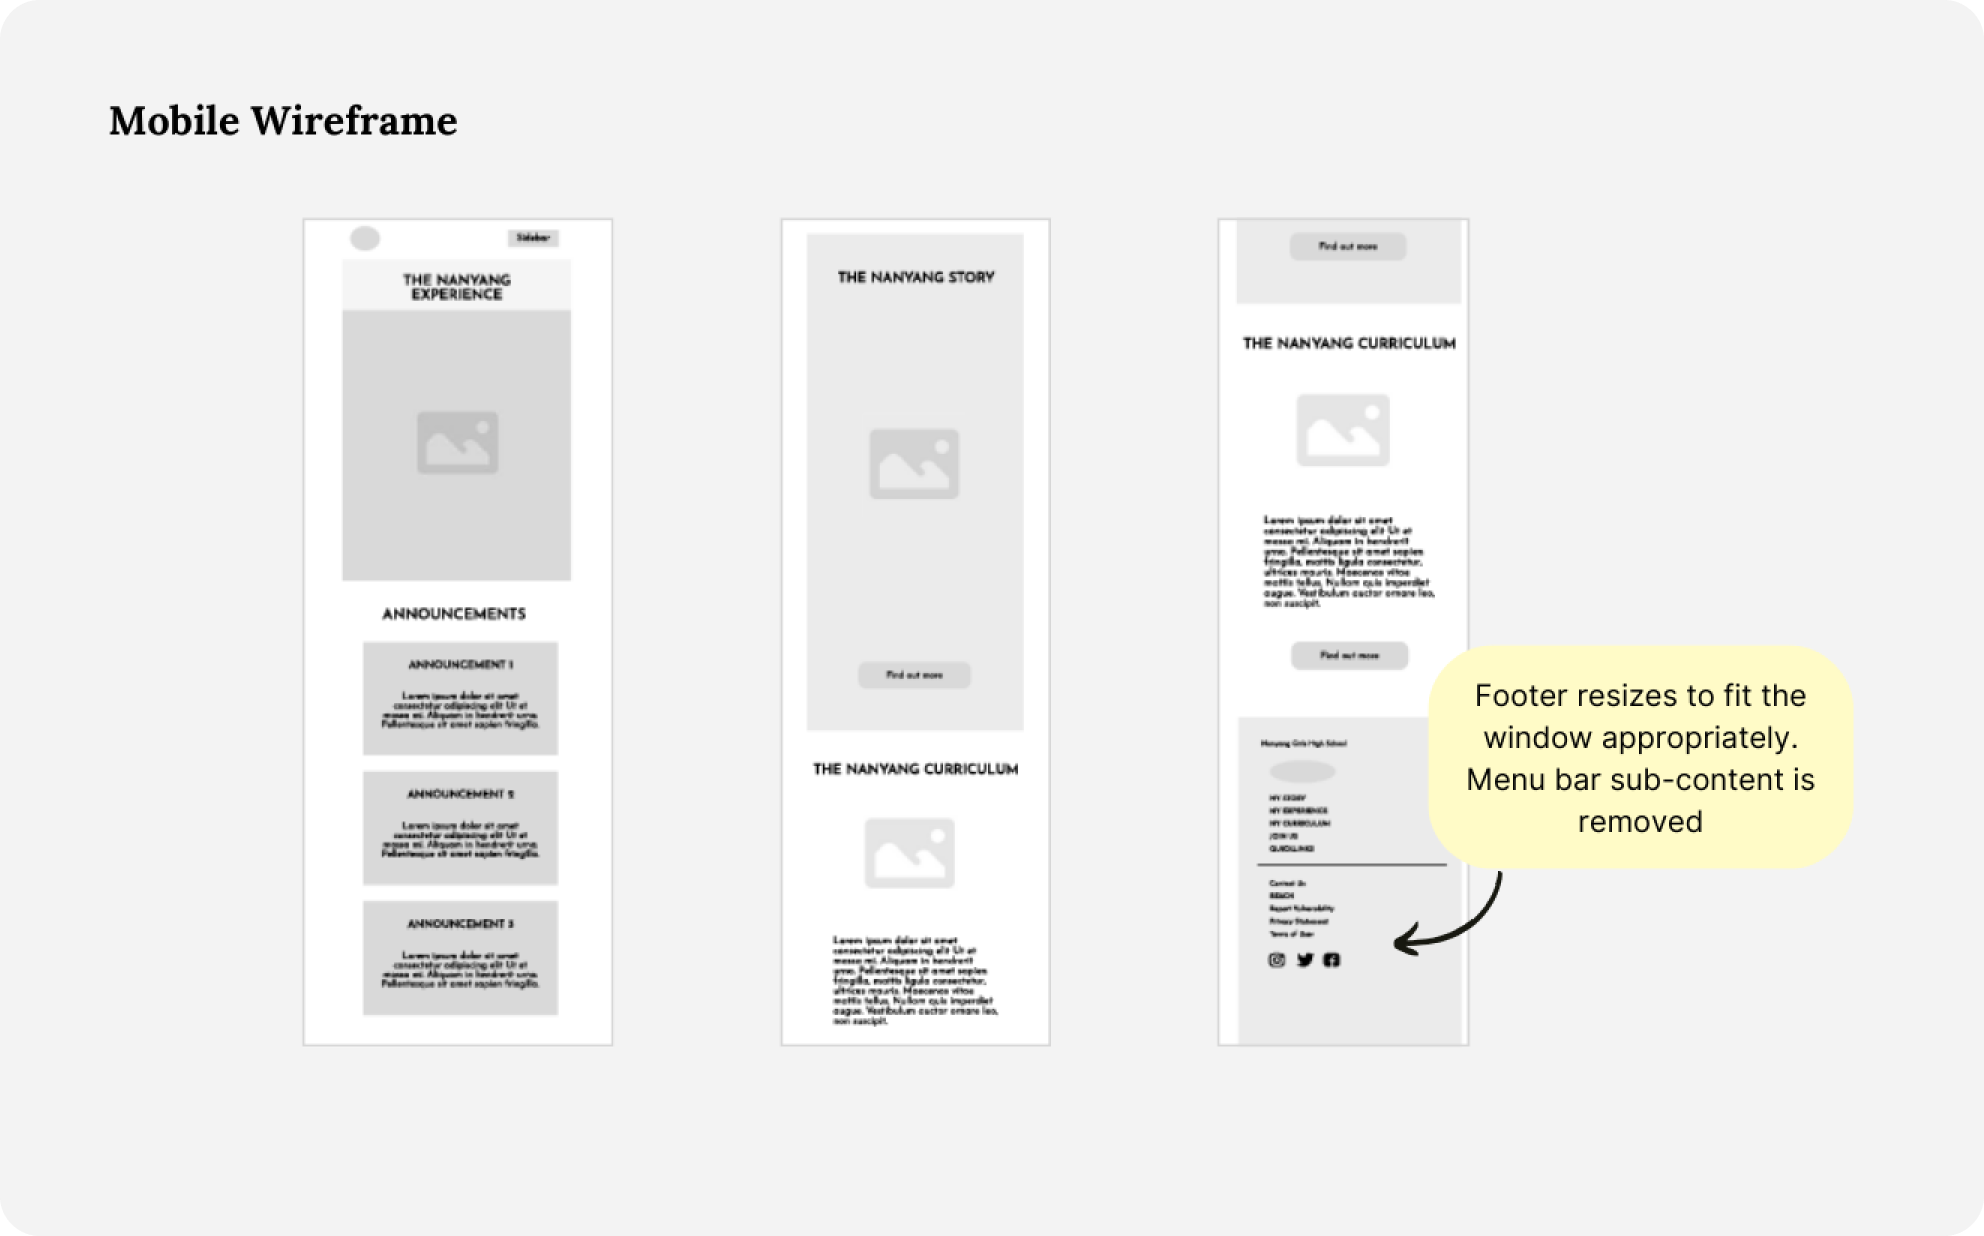 Mobile Wireframe
Sidebar
THE NANYANG
EXPERIENCE
ANNOUNCEMENTS
ANNOUNCEMENT 1
Lorem ipsum dolor sit amet
consectetur adipiscing elit Ut et
massa mi. Aliquam in hendrerit urna.
Pellentesque sit amet sapien fringilla.
ANNOUNCEMENT 2
Lorem ipsum dolor sit amet
consectetur adipiscing elit Ut et
massa mi. Aliquam in hendrerit urna.
Pellentesque sit amet sapien fringilla.
ANNOUNCEMENT 3
Lorem ipsum dolor sit amet
consectetur adipiscing elit Ut et
massa mi. Aliquam in hendrerit urna.
Pellentesque sit amet sapien fringilla.
THE NANYANG STORY
Find out more
THE NANYANG CURRICULUM
Lorem ipsum dolor sit amet
consectetur adipiscing elit Ut et
massa mi. Aliquam in hendrerit
urna. Pellentesque sit amet sapien
fringilla, mattis ligula consectetur,
ultrices mauris. Maecenas vitae
mattis tellus. Nullam quis imperdiet
augue. Vestibulum auctor ornare leo,
non suscipit.
Find out more
THE NANYANG CURRICULUM
Lorem ipsum dolor sit amet
consectetur adipiscing elit Ut et
massa mi. Aliquam in hendrerit
urna. Pellentesque sit amet sapien
fringilla, mattis ligula consectetur,
ultrices mauris. Maecenas vitae
mattis tellus. Nullam quis imperdiet
augue. Vestibulum auctor ornare leo,
non suscipit.
Find out more
Nanyang Girls High School
NY STORY
NY EXPERIENCE
NY CURRICULUM
JOIN US
QUICKLINKS
Contact Us
REACH
Report Vulnerability
Privacy Statement
Terms of User
Footer resizes to fit the
window appropriately.
Menu bar sub-content is
removed